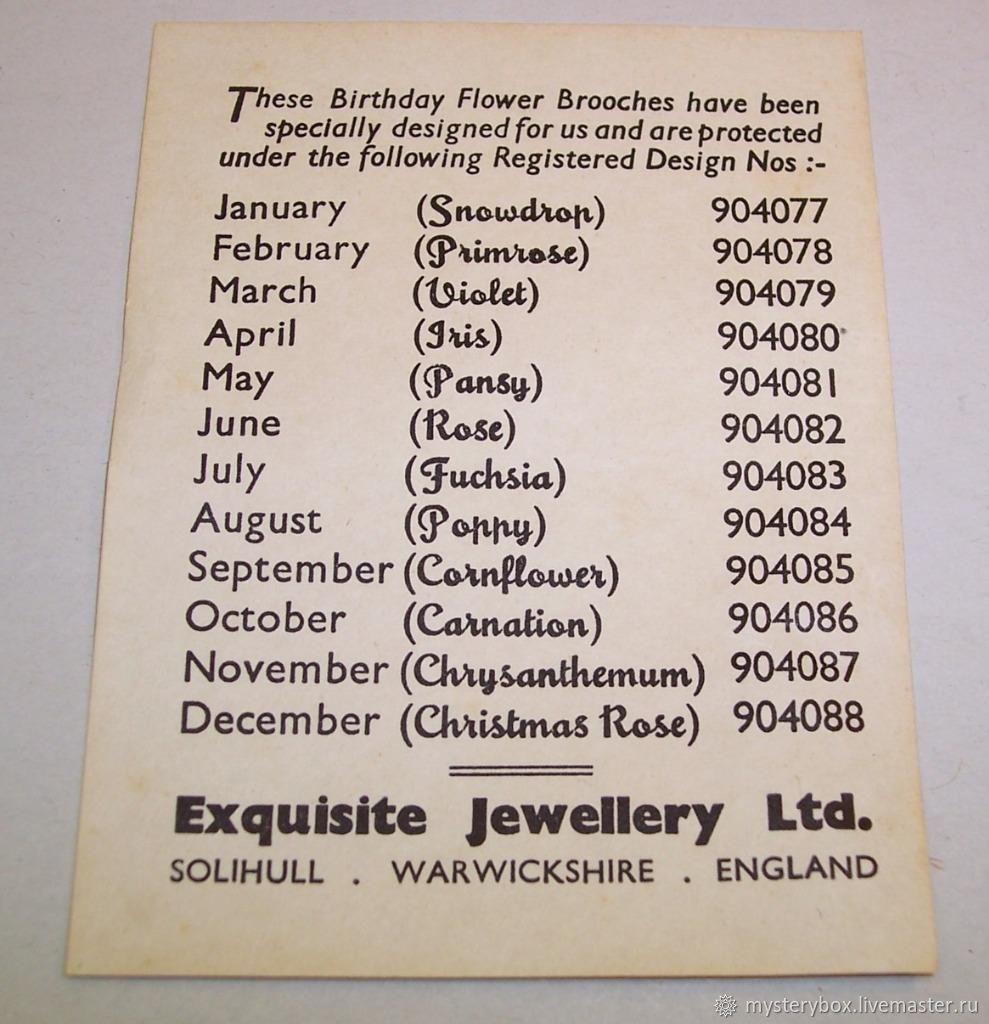 These Birthday Flower Brooches have been
specially designed for us and are protected
under the following Registered Design Nos :-
January (Snowdrop) 904077
February (Primrose) 904078
March (Violet) 904079
April (Iris) 904080
May (Pansy) 904081
June (Rose) 904082
July (Fuchsia) 904083
August (Poppy) 904084
September (Cornflower) 904085
October (Carnation) 904086
November (Chrysanthemum) 904087
December (Christmas Rose) 904088
Exquisite Jewellery Ltd.
SOLIHULL . WARWICKSHIRE . ENGLAND
mysterybox.livemaster.ru